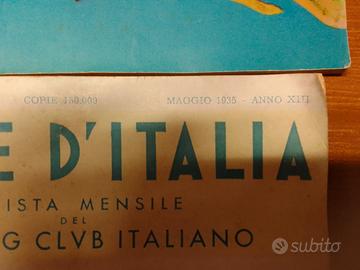 COPIE 150.000 MAGGIO 1935 - ANNO XIII
E D'ITALIA
ISTA MENSILE
DEL
G CLVB ITALIANO
subito